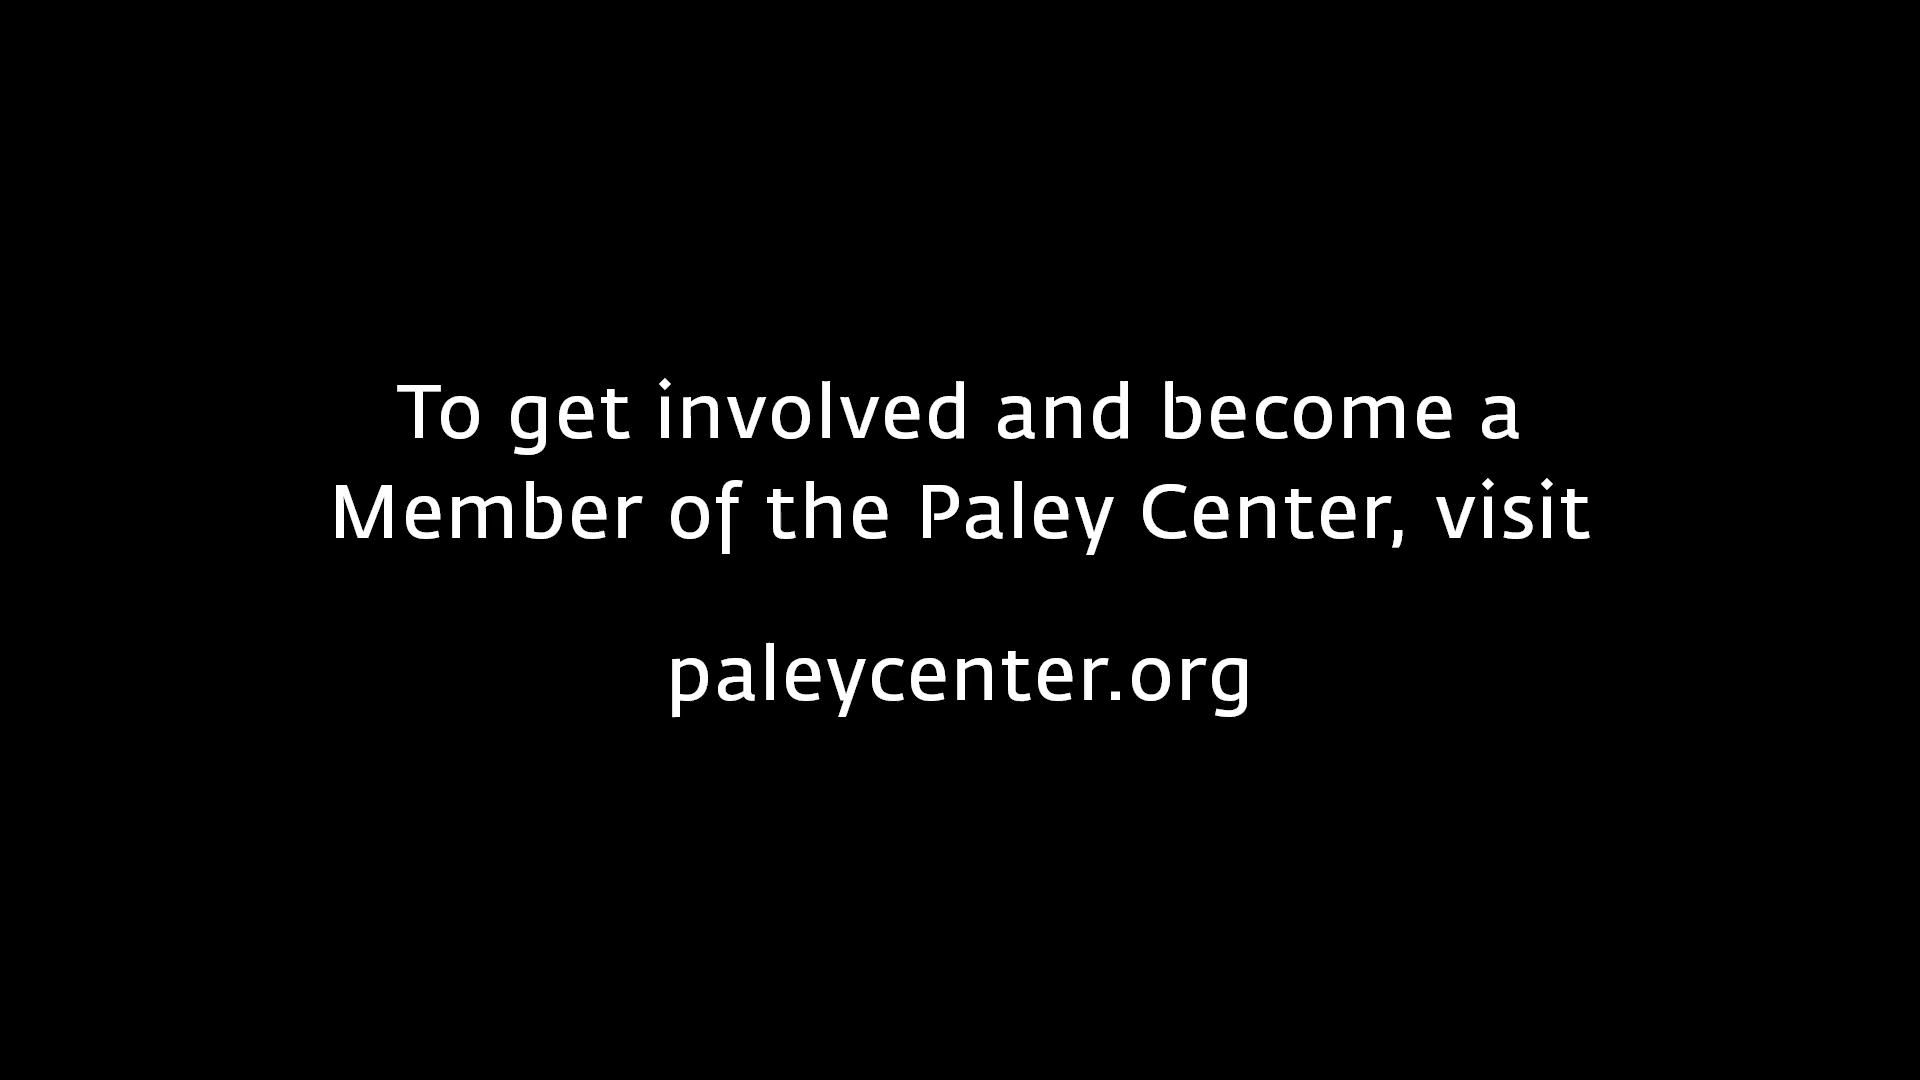 To get involved and become a
Member of the Paley Center, visit
paleycenter.org